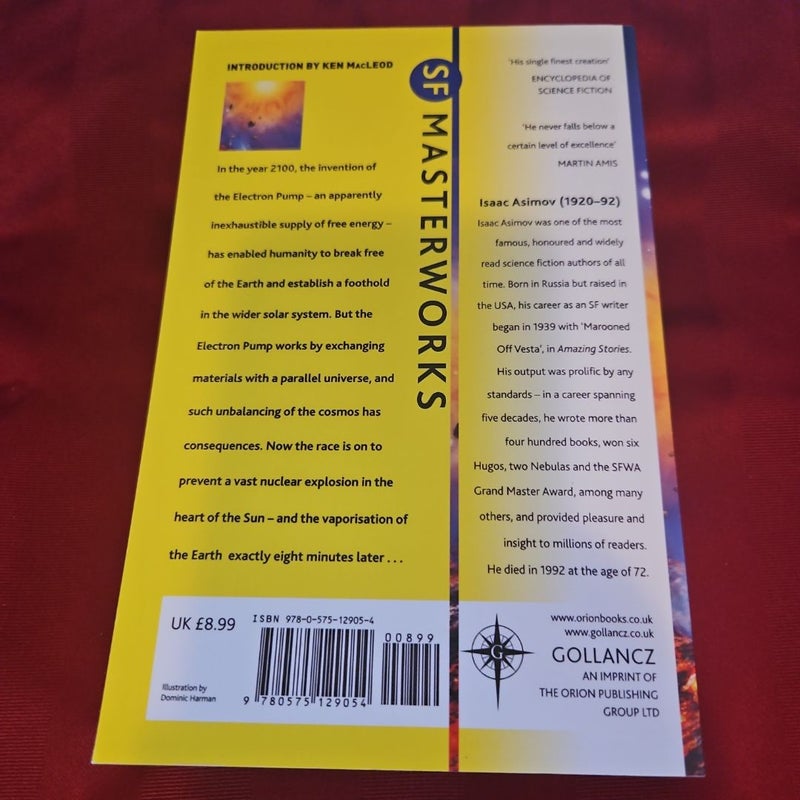 INTRODUCTION BY KEN MACLEOD
In the year 2100, the invention of
the Electron Pump – an apparently
inexhaustible supply of free energy –
has enabled humanity to break free
of the Earth and establish a foothold
in the wider solar system. But the
Electron Pump works by exchanging
materials with a parallel universe, and
such unbalancing of the cosmos has
consequences. Now the race is on to
prevent a vast nuclear explosion in the
heart of the Sun – and the vaporisation of
the Earth exactly eight minutes later . . .
SF MASTERWORKS
'His single finest creation'
ENCYCLOPEDIA OF
SCIENCE FICTION
'He never falls below a
certain level of excellence'
MARTIN AMIS
Isaac Asimov (1920–92)
Isaac Asimov was one of the most
famous, honoured and widely
read science fiction authors of all
time. Born in Russia but raised in
the USA, his career as an SF writer
began in 1939 with 'Marooned
Off Vesta', in Amazing Stories.
His output was prolific by any
standards – in a career spanning
five decades, he wrote more than
four hundred books, won six
Hugos, two Nebulas and the SFWA
Grand Master Award, among many
others, and provided pleasure and
insight to millions of readers.
He died in 1992 at the age of 72.
UK £8.99
ISBN 978-0-575-12905-4
00899
9 780575 129054
Illustration by
Dominic Harman
www.orionbooks.co.uk
www.gollancz.co.uk
G
GOLLANCZ
AN IMPRINT OF
THE ORION PUBLISHING
GROUP LTD